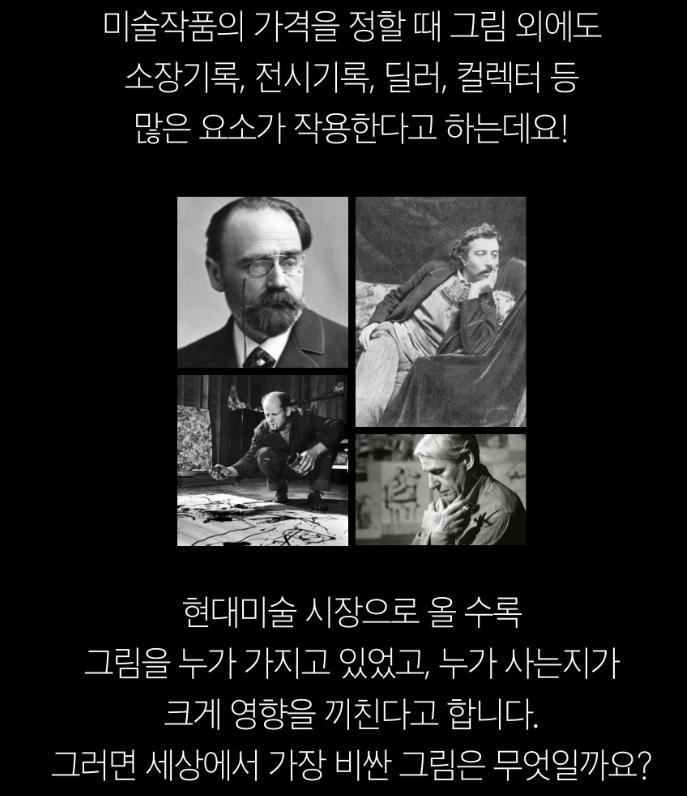 미술작품의 가격을 정할 때 그림 외에도
소장기록, 전시기록, 딜러, 컬렉터 등
많은 요소가 작용한다고 하는데요!
현대미술 시장으로 올 수록
그림을 누가 가지고 있었고, 누가 사는지가
크게 영향을 끼친다고 합니다.
그러면 세상에서 가장 비싼 그림은 무엇일까요?